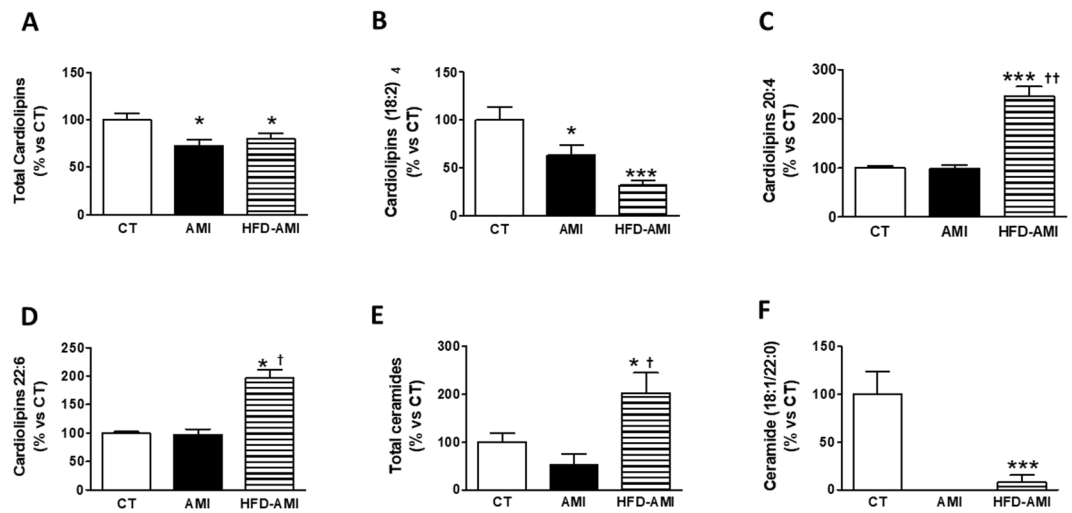 A
Total Cardiolipins
(% vs CT)
150
100
50
0
*
*
CT AMI HFD-AMI
B
Cardiolipins (18:2) 4
(% vs CT)
150
100
50
0
*
***
CT AMI HFD-AMI
C
Cardiolipins 20:4
(% vs CT)
300
200
100
0
*** ††
CT AMI HFD-AMI
D
Cardiolipins 22:6
(% vs CT)
250
200
150
100
50
0
* †
CT AMI HFD-AMI
E
Total ceramides
(% vs CT)
300
200
100
0
* †
CT AMI HFD-AMI
F
Ceramide (18:1/22:0)
(% vs CT)
150
100
50
0
***
CT AMI HFD-AMI